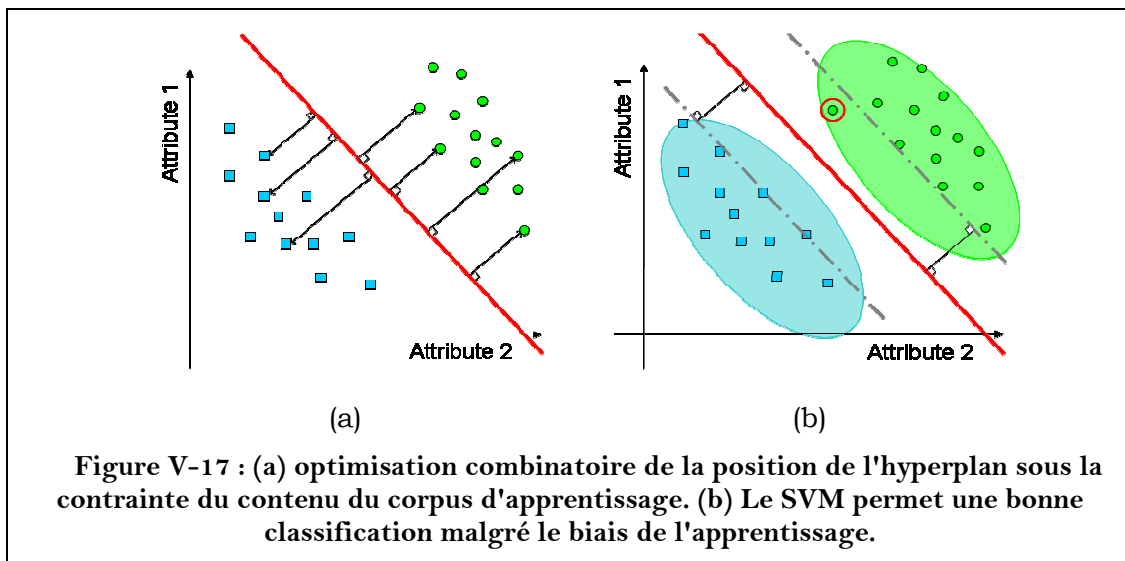 Attribute 1
Attribute 2
(a)
Attribute 1
Attribute 2
(b)
Figure V-17 : (a) optimisation combinatoire de la position de l'hyperplan sous la
contrainte du contenu du corpus d'apprentissage. (b) Le SVM permet une bonne
classification malgré le biais de l'apprentissage.